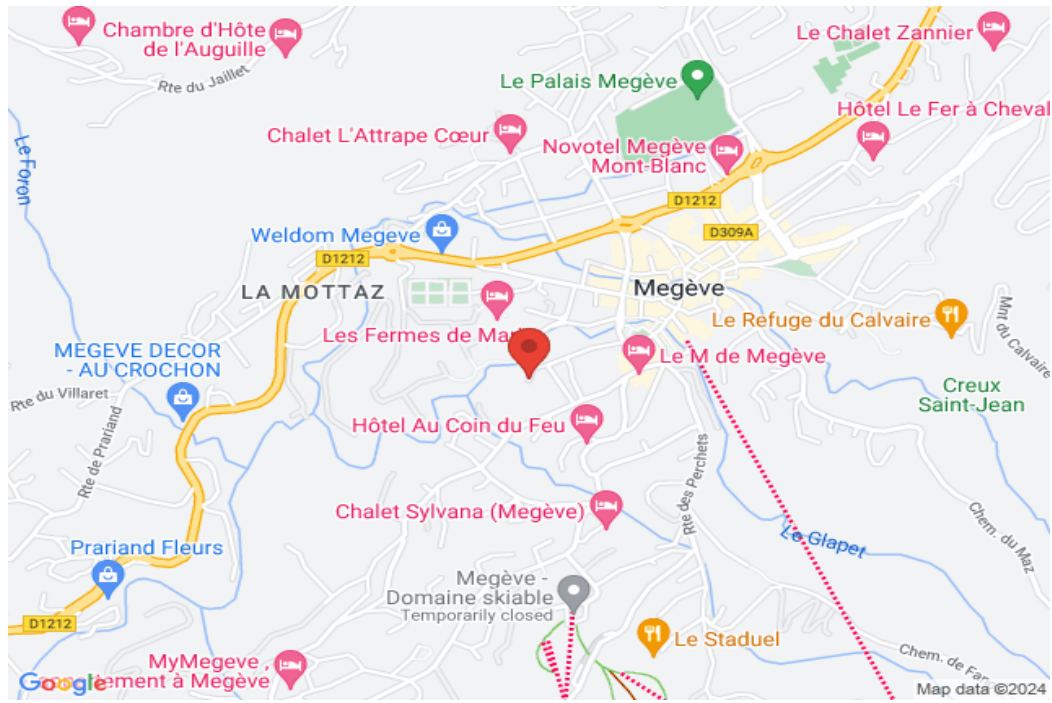 Chambre d'Hôte
de l'Auguille
Le Chalet Zannier
Rte du Jaillet
Le Palais Megève
Hôtel Le Fer à Cheval
Chalet L'Attrape Cœur
Novotel Megève
Mont-Blanc
Le Foron
D1212
D309A
Weldom Megeve
D1212
LA MOTTAZ
Megève
Les Fermes de Mar
Le Refuge du Calvaire
Mnt du Calvaire
MEGEVE DECOR
- AU CROCHON
Le M de Megève
Rte du Villaret
Creux
Saint-Jean
Hôtel Au Coin du Feu
Rte de Prariand
Rte des Perchets
Chalet Sylvana (Megève)
Chem. du Maz
Le Glapet
Prariand Fleurs
Megève -
Domaine skiable
Temporarily closed
D1212
Le Staduel
Chem. de Fan
MyMegeve ,
ement à Megève
Google
Map data ©2024